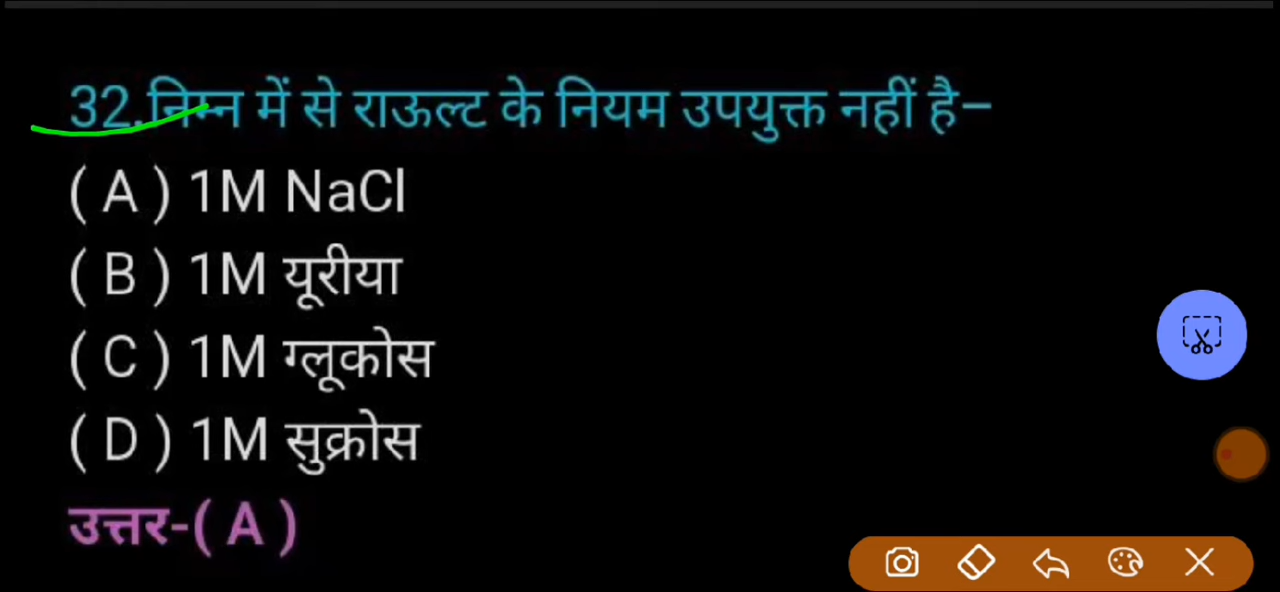 32.निम्न में से राऊल्ट के नियम उपयुक्त नहीं है–
( A ) 1M NaCl
( B ) 1M यूरीया
( C ) 1M ग्लूकोस
( D ) 1M सुक्रोस
उत्तर-( A )